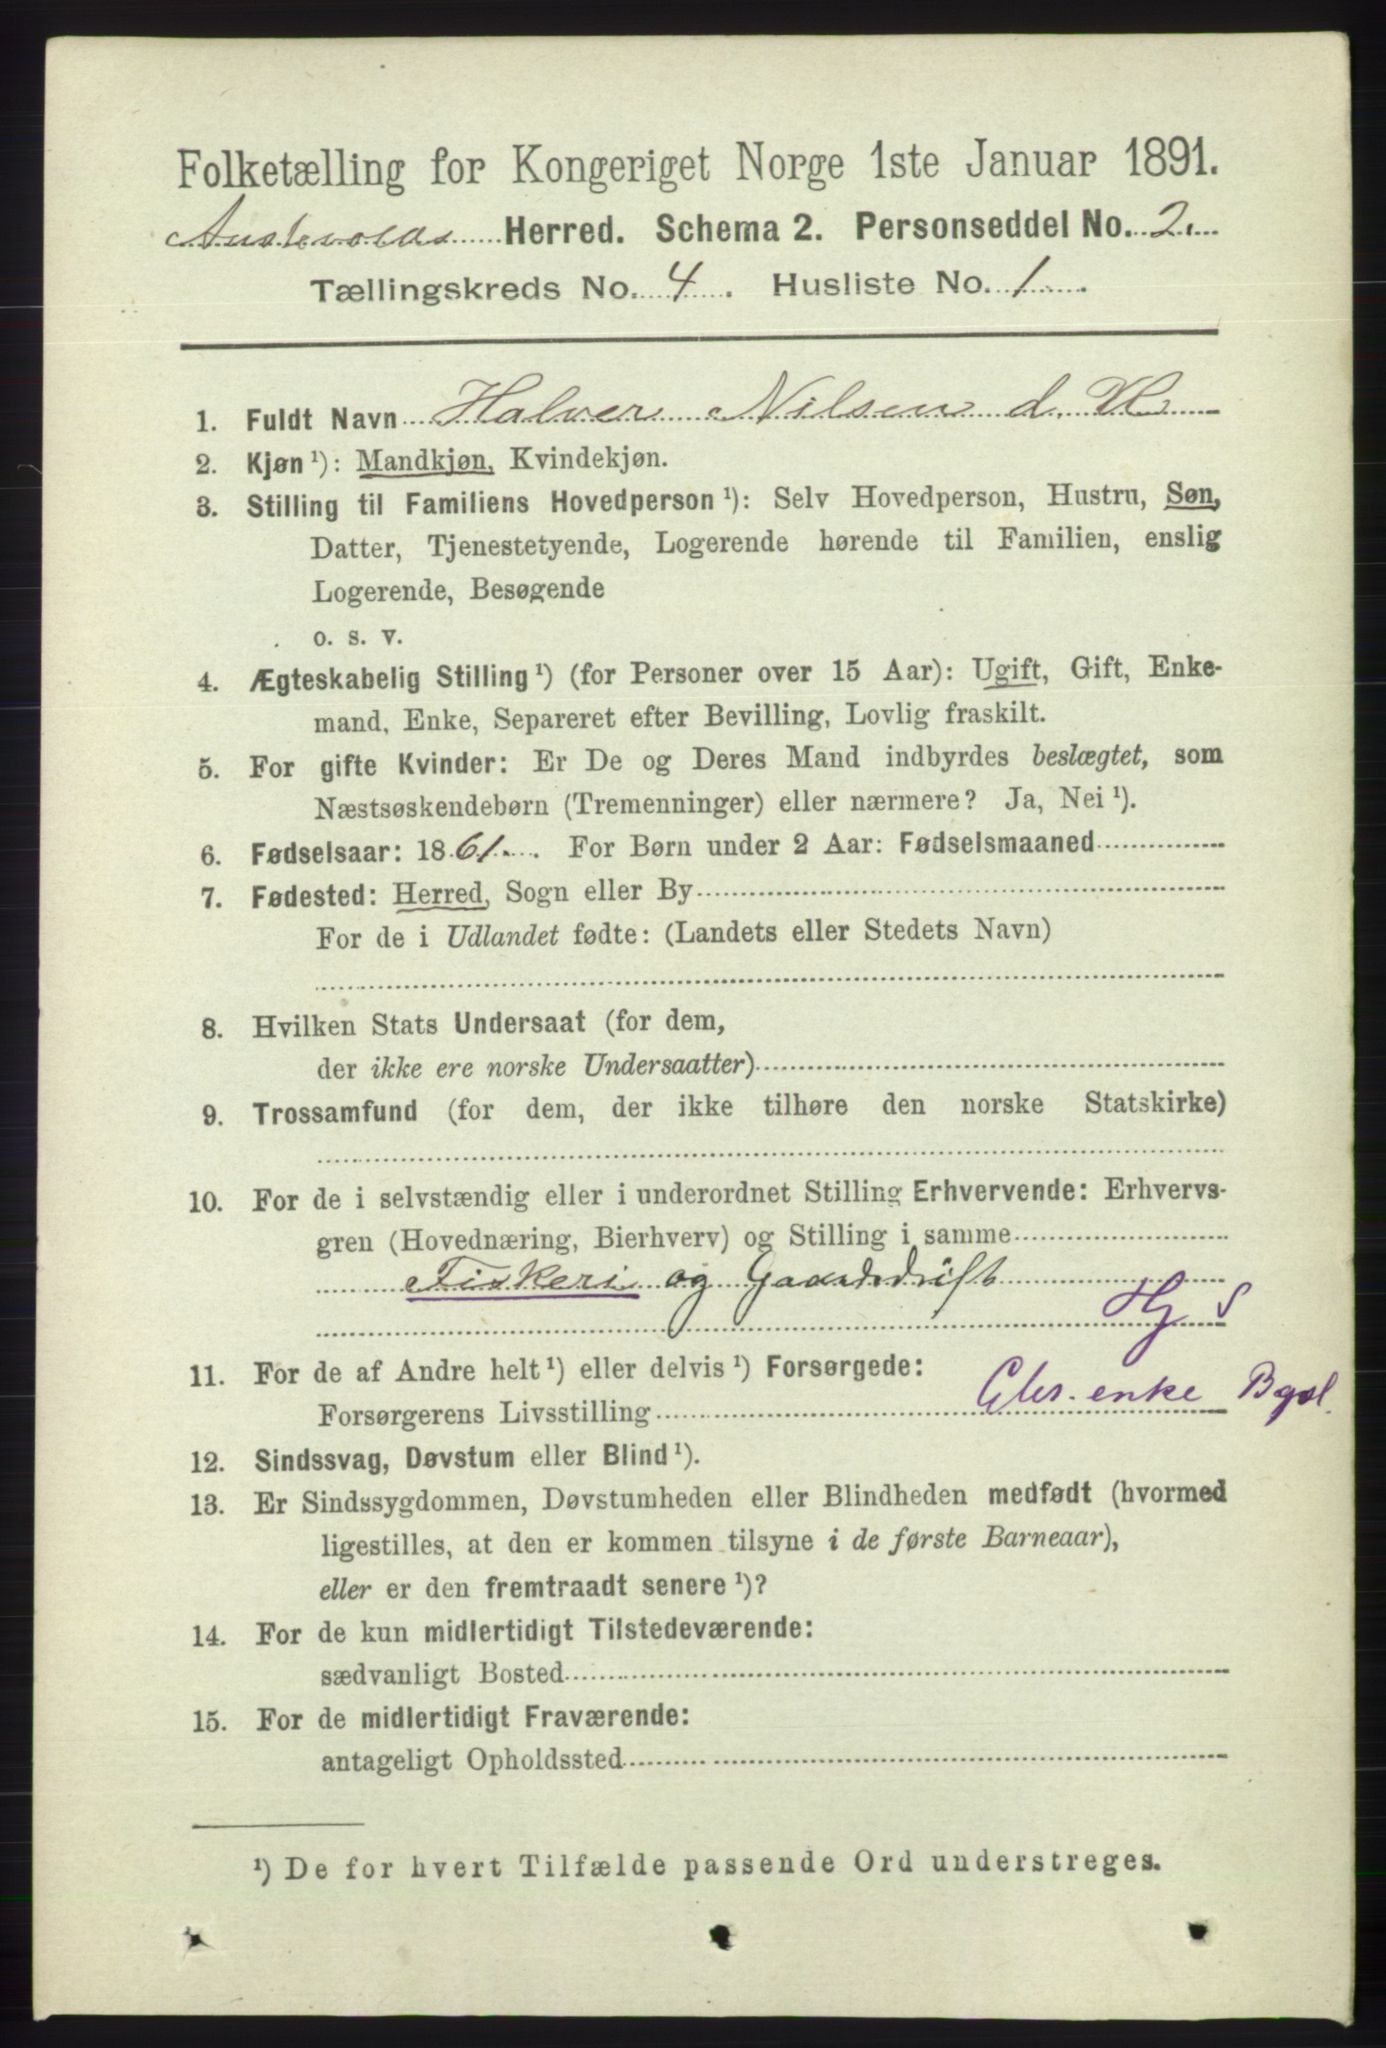 Folketælling for Kongeriget Norge 1ste Januar 1891.
Austevolds Herred. Schema 2. Personseddel No. 2.
Tællingskreds No. 4. Husliste No. 1.
1. Fuldt Navn Halver Nilsen d.
2. Kjøn ¹): Mandkjøn, Kvindekjøn.
3. Stilling til Familiens Hovedperson ¹): Selv Hovedperson, Hustru, Søn,
Datter, Tjenestetyende, Logerende hørende til Familien, enslig
Logerende, Besøgende
o. s. v.
4. Ægteskabelig Stilling ¹) (for Personer over 15 Aar): Ugift, Gift, Enke-
mand, Enke, Separeret efter Bevilling, Lovlig fraskilt.
5. For gifte Kvinder: Er De og Deres Mand indbyrdes beslægtet, som
Næstsøskendebørn (Tremenninger) eller nærmere? Ja, Nei ¹).
6. Fødselsaar: 1861. For Børn under 2 Aar: Fødselsmaaned
7. Fødested: Herred, Sogn eller By
For de i Udlandet fødte: (Landets eller Stedets Navn)
8. Hvilken Stats Undersaat (for dem,
der ikke ere norske Undersaatter)
9. Trossamfund (for dem, der ikke tilhøre den norske Statskirke)
10. For de i selvstændig eller i underordnet Stilling Erhvervende: Erhvervs-
gren (Hovednæring, Bierhverv) og Stilling i samme
Fiskeri og Gaardsdrift
Hj S
11. For de af Andre helt ¹) eller delvis ¹) Forsørgede:
enke
Forsørgerens Livsstilling
12. Sindssvag, Døvstum eller Blind ¹).
13. Er Sindssygdommen, Døvstumheden eller Blindheden medfødt (hvormed
ligestilles, at den er kommen tilsyne i de første Barneaar),
eller er den fremtraadt senere ¹)?
14. For de kun midlertidigt Tilstedeværende:
sædvanligt Bosted
15. For de midlertidigt Fraværende:
antageligt Opholdssted
¹) De for hvert Tilfælde passende Ord understreges.